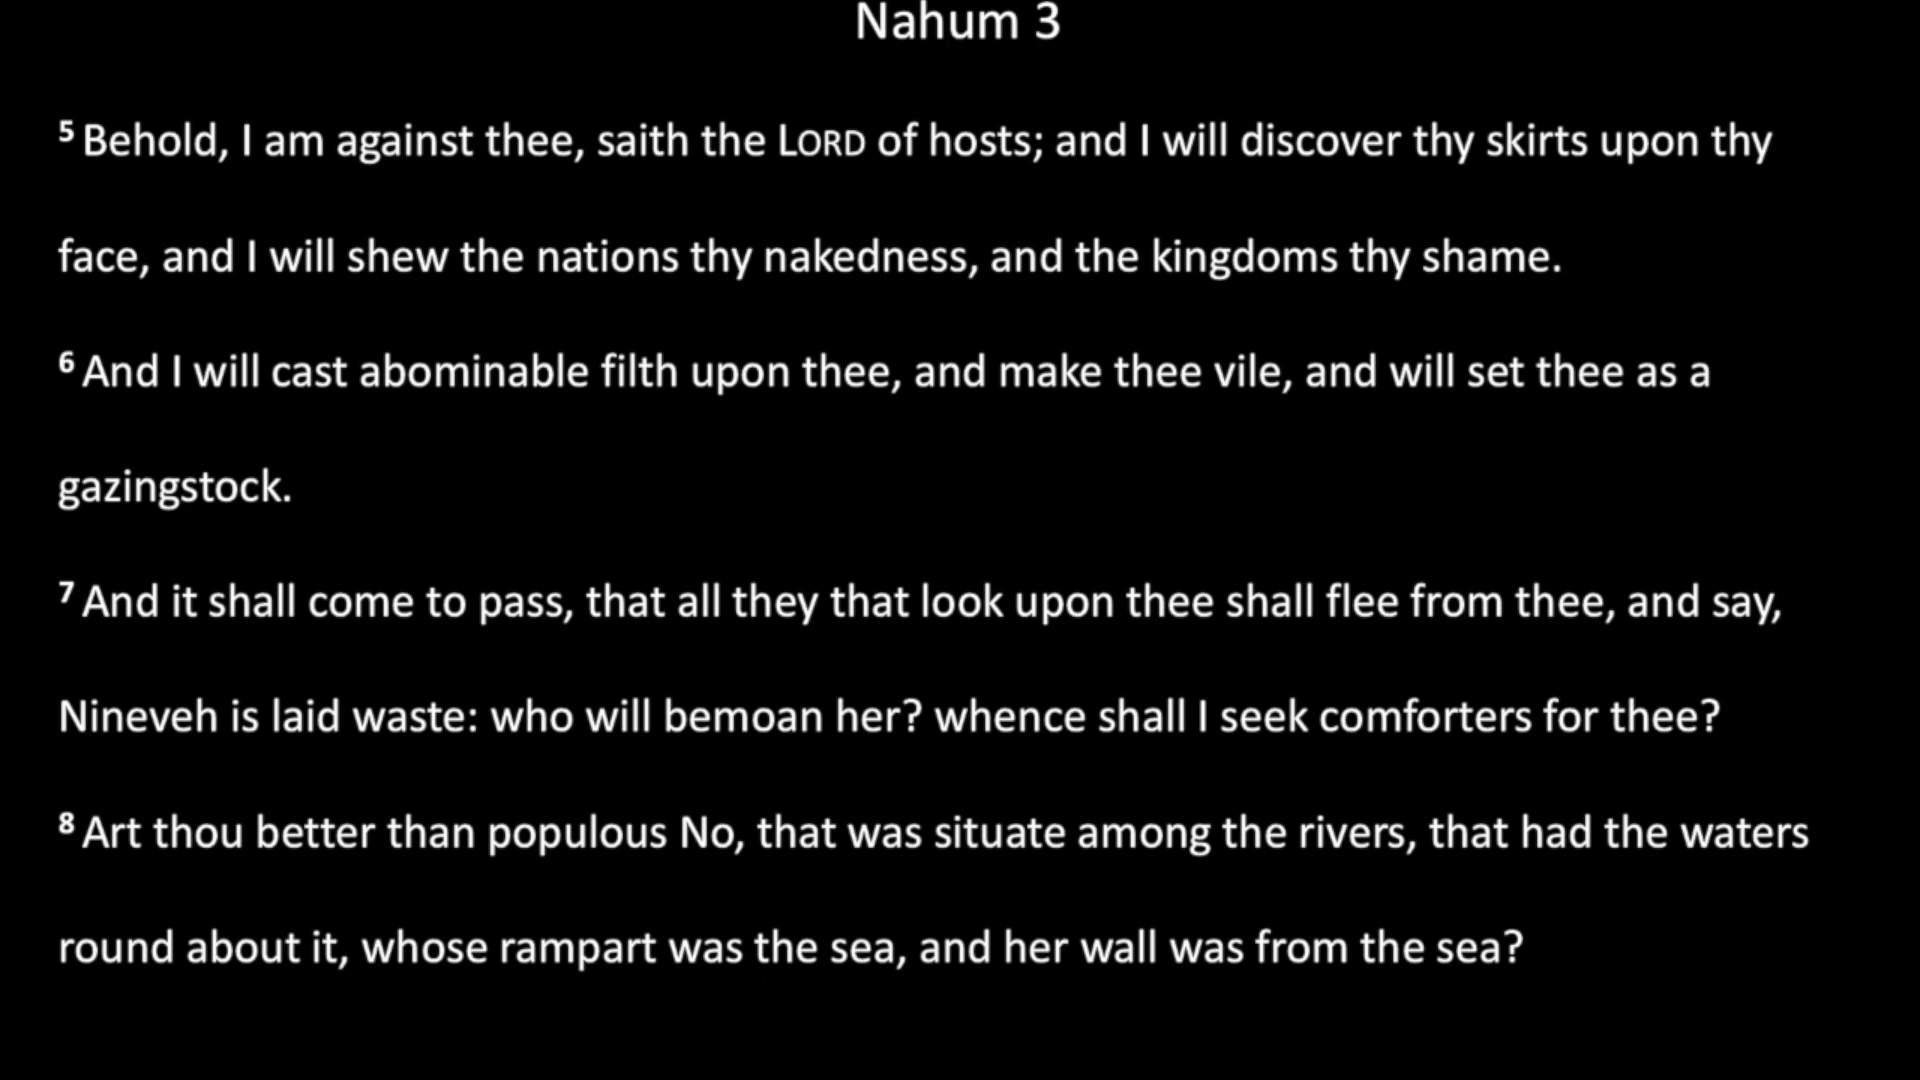 Nahum 3
5 Behold, I am against thee, saith the LORD of hosts; and I will discover thy skirts upon thy
face, and I will shew the nations thy nakedness, and the kingdoms thy shame.
6 And I will cast abominable filth upon thee, and make thee vile, and will set thee as a
gazingstock.
7 And it shall come to pass, that all they that look upon thee shall flee from thee, and say,
Nineveh is laid waste: who will bemoan her? whence shall I seek comforters for thee?
8 Art thou better than populous No, that was situate among the rivers, that had the waters
round about it, whose rampart was the sea, and her wall was from the sea?